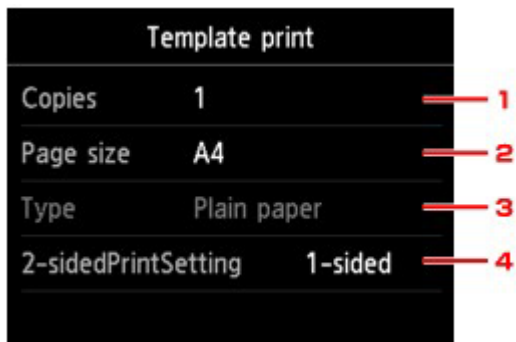 Template print
Copies 1 1
Page size A4 2
Type Plain paper 3
2-sidedPrintSetting 1-sided 4